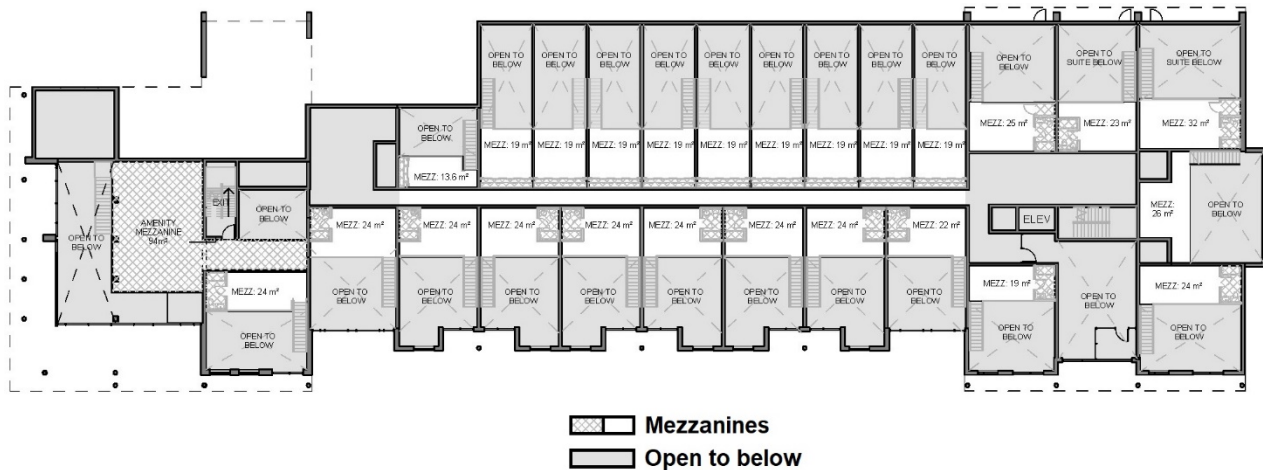 OPEN TO
BELOW
OPEN TO
BELOW
OPEN TO
BELOW
OPEN TO
BELOW
OPEN TO
BELOW
OPEN TO
BELOW
OPEN TO
BELOW
OPEN TO
BELOW
OPEN TO
BELOW
OPEN TO
BELOW
OPEN TO
SUITE BELOW
OPEN TO
SUITE BELOW
OPEN TO
BELOW
MEZZ: 25 m²
MEZZ: 23 m²
MEZZ: 32 m²
MEZZ: 19 m²
MEZZ: 19 m²
MEZZ: 19 m²
MEZZ: 19 m²
MEZZ: 19 m²
MEZZ: 19 m²
MEZZ: 19 m²
MEZZ: 19 m²
MEZZ: 19 m²
MEZZ: 13.6 m²
EXIT
OPEN TO
BELOW
AMENITY
MEZZANINE
94m²
OPEN TO
BELOW
MEZZ: 24 m²
MEZZ: 24 m²
MEZZ: 24 m²
MEZZ: 24 m²
MEZZ: 24 m²
MEZZ: 24 m²
MEZZ: 24 m²
MEZZ: 22 m²
ELEV
MEZZ:
26 m²
OPEN TO
BELOW
MEZZ: 24 m²
OPEN TO
BELOW
OPEN TO
BELOW
OPEN TO
BELOW
OPEN TO
BELOW
OPEN TO
BELOW
OPEN TO
BELOW
OPEN TO
BELOW
OPEN TO
BELOW
MEZZ: 19 m²
OPEN TO
BELOW
MEZZ: 24 m²
OPEN TO
BELOW
OPEN TO
BELOW
OPEN TO
BELOW
Mezzanines
Open to below